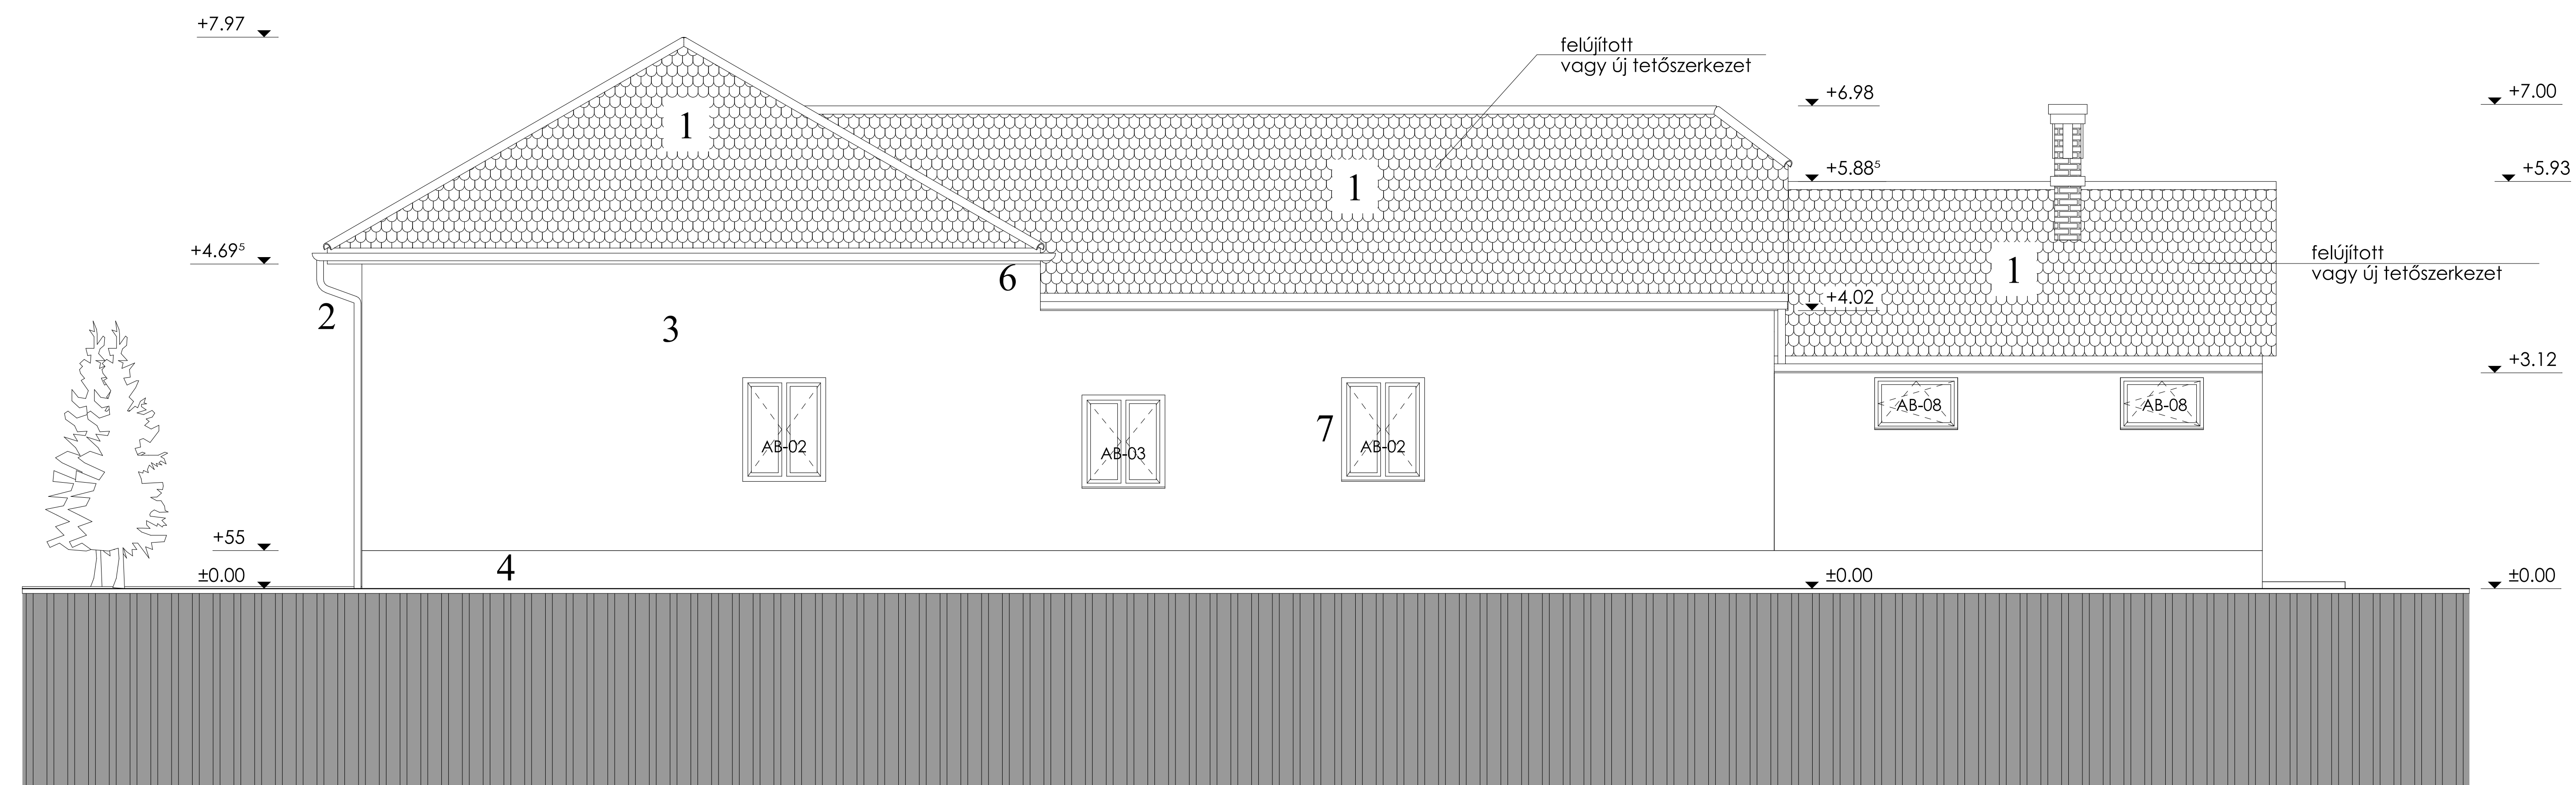 +7.97
felújított
vagy új tetőszerkezet
+6.98
+7.00
1
+5.88⁵
+5.93
1
+4.69⁵
6
1
felújított
vagy új tetőszerkezet
2
+4.02
3
+3.12
AB-08
AB-08
7
AB-02
AB-03
AB-02
+55
4
±0.00
±0.00
±0.00